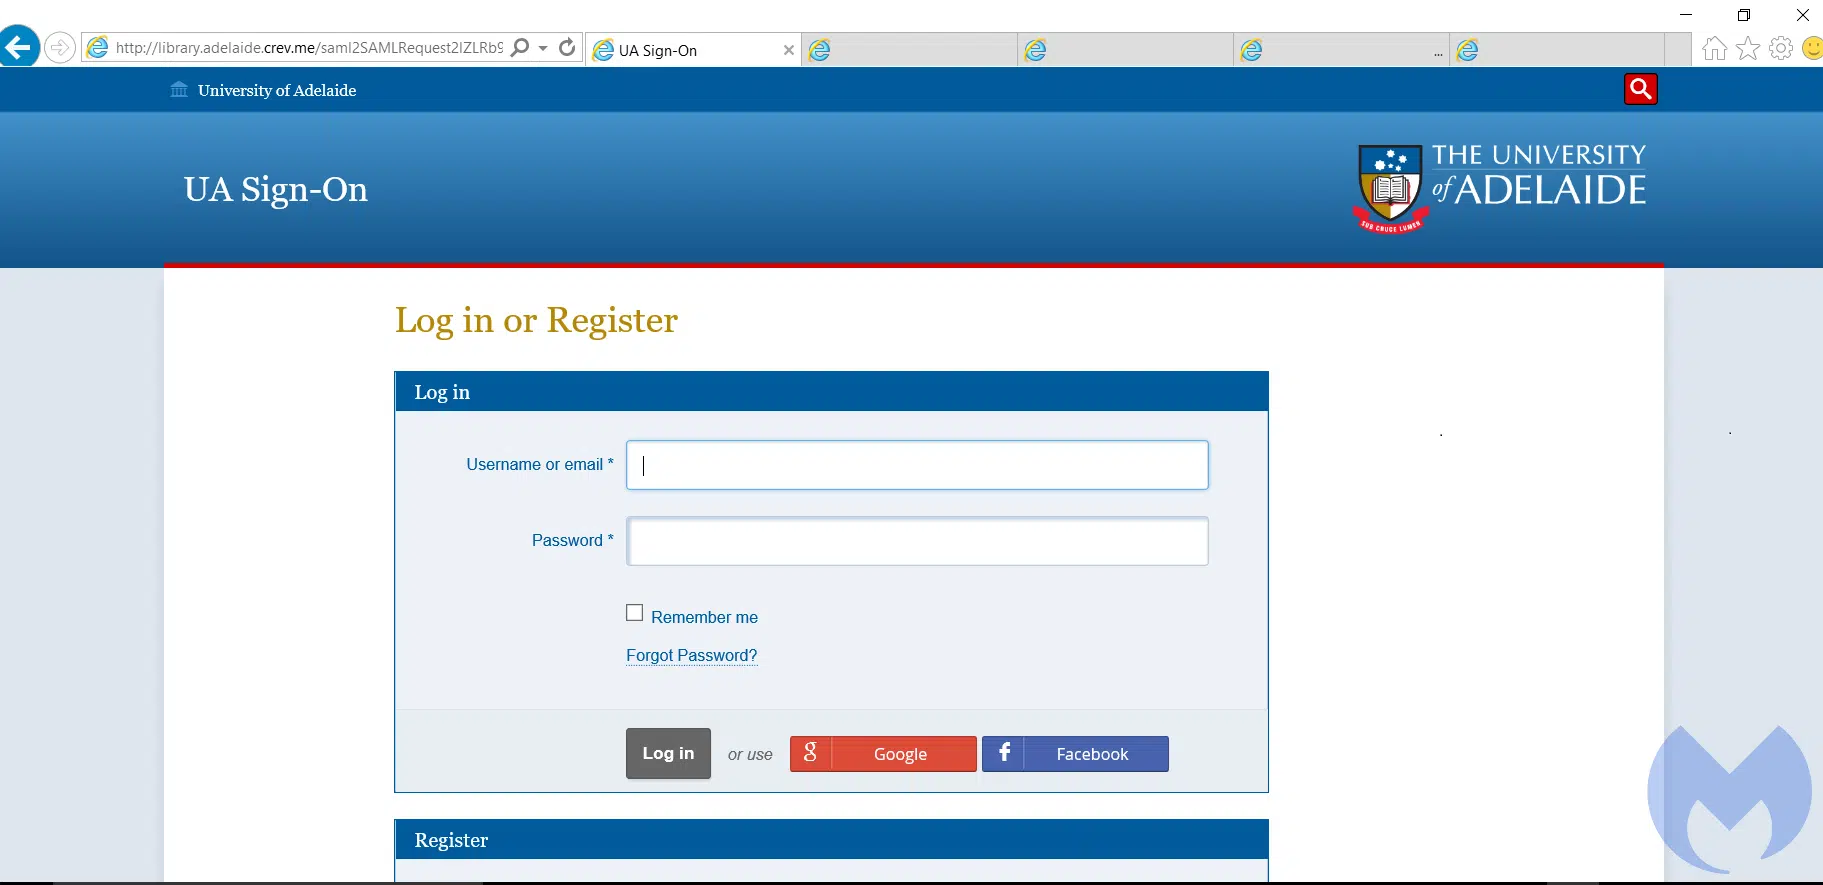 http://library.adelaide.crev.me/saml2SAMLRequest2IZLRb9
UA Sign-On
...
University of Adelaide
UA Sign-On
THE UNIVERSITY
of ADELAIDE
SUB CRUCE LUMEN
Log in or Register
Log in
Username or email *
Password *
Remember me
Forgot Password?
Log in
or use
g Google
f Facebook
Register